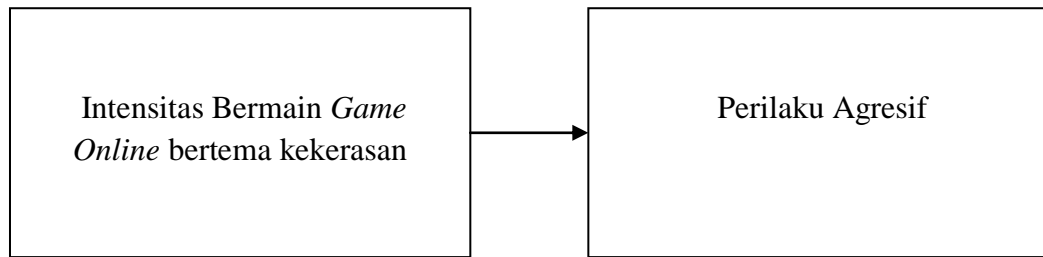 Intensitas Bermain Game
Online bertema kekerasan
Perilaku Agresif